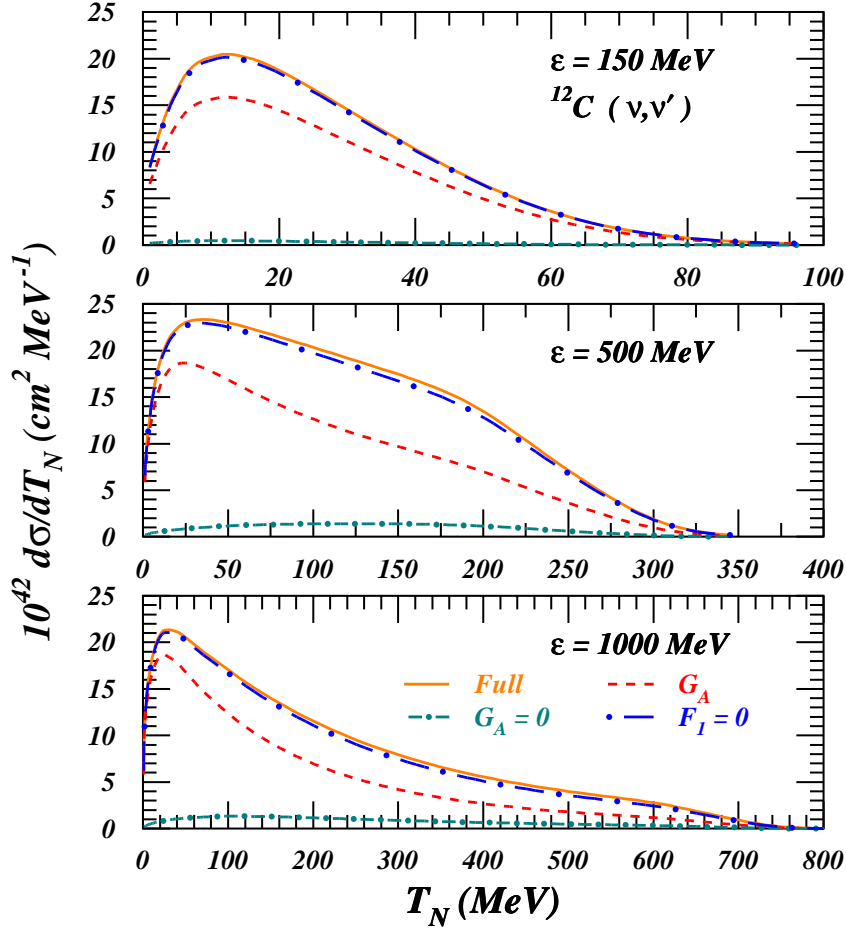 25
20
15
10
5
0
ε = 150 MeV
¹²C ( ν,ν′ )
0 20 40 60 80 100
25
20
15
10
5
0
ε = 500 MeV
0 50 100 150 200 250 300 350 400
10⁴² dσ/dT_N (cm² MeV⁻¹)
25
20
15
10
5
0
ε = 1000 MeV
Full G_A
G_A = 0 F_1 = 0
0 100 200 300 400 500 600 700 800
T_N (MeV)